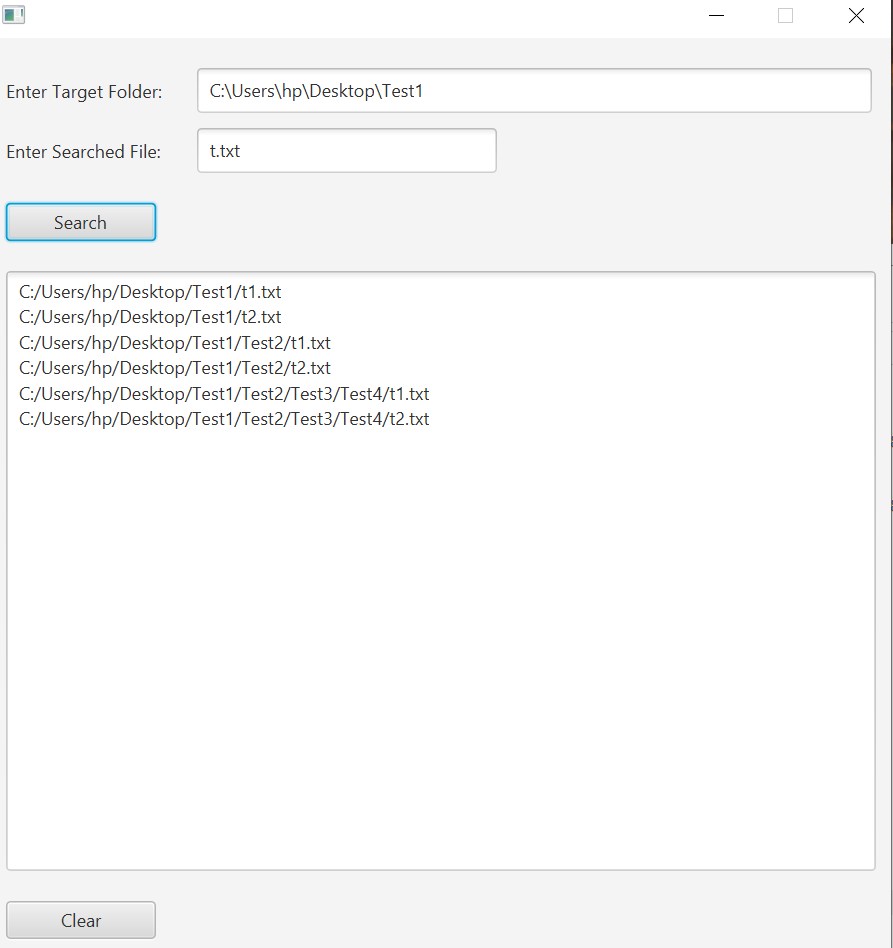 Enter Target Folder: C:\Users\hp\Desktop\Test1
Enter Searched File: t.txt
Search
C:/Users/hp/Desktop/Test1/t1.txt
C:/Users/hp/Desktop/Test1/t2.txt
C:/Users/hp/Desktop/Test1/Test2/t1.txt
C:/Users/hp/Desktop/Test1/Test2/t2.txt
C:/Users/hp/Desktop/Test1/Test2/Test3/Test4/t1.txt
C:/Users/hp/Desktop/Test1/Test2/Test3/Test4/t2.txt
Clear